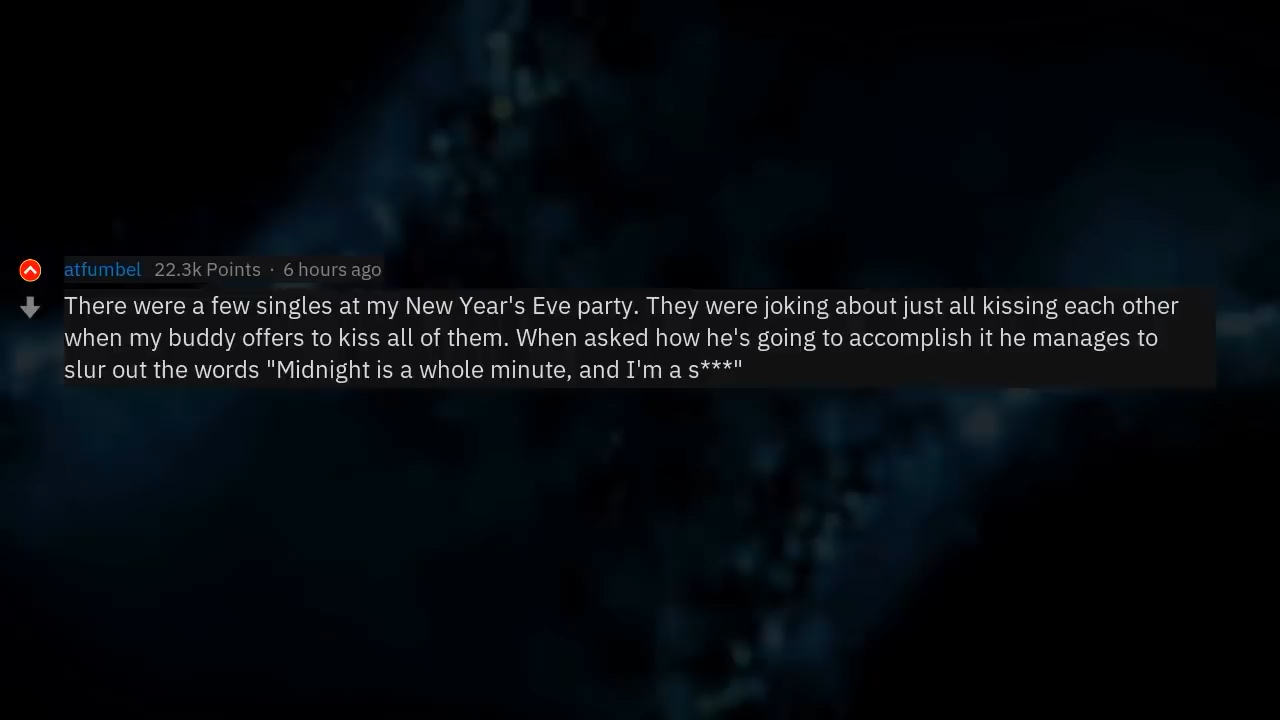 atfumbel 22.3k Points · 6 hours ago
There were a few singles at my New Year's Eve party. They were joking about just all kissing each other
when my buddy offers to kiss all of them. When asked how he's going to accomplish it he manages to
slur out the words "Midnight is a whole minute, and I'm a s***"